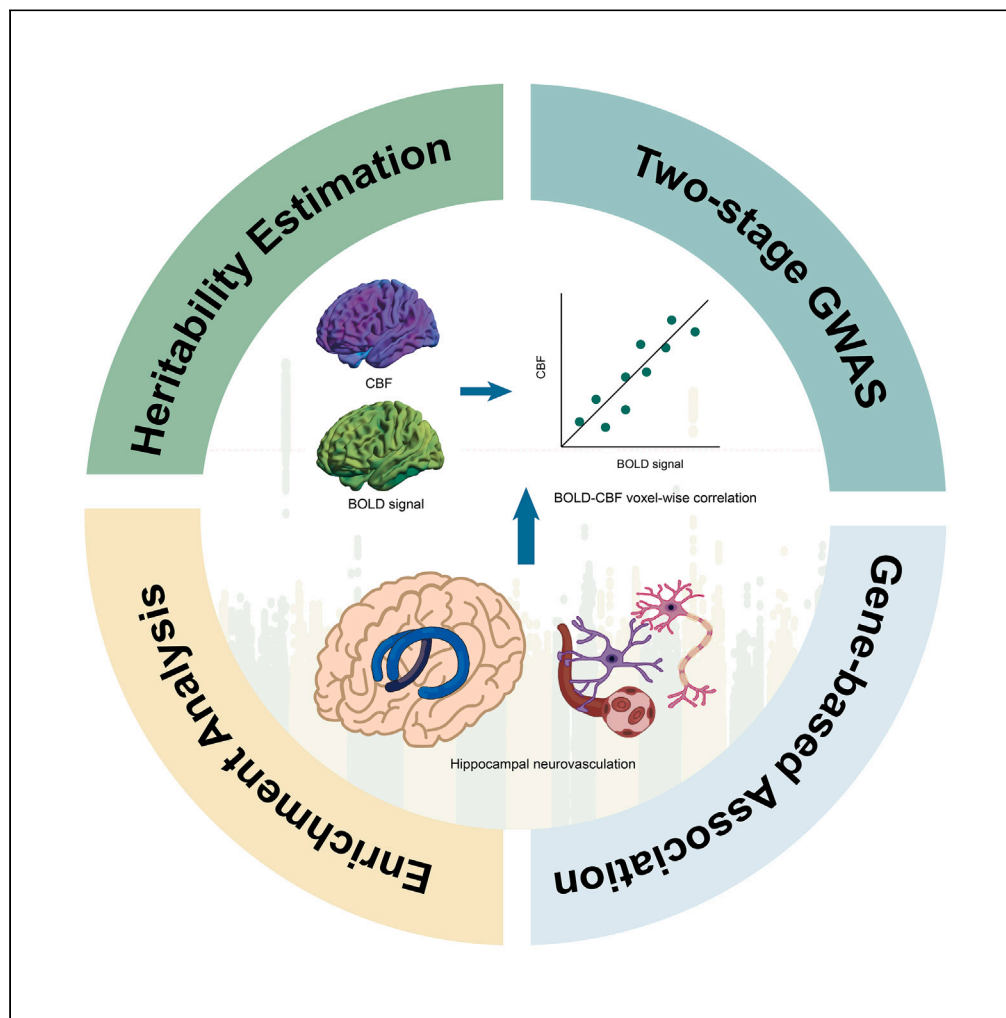 Heritability Estimation
Two-stage GWAS
CBF
BOLD signal
CBF
BOLD signal
BOLD-CBF voxel-wise correlation
Hippocampal neurovasculation
Enrichment Analysis
Gene-based Association